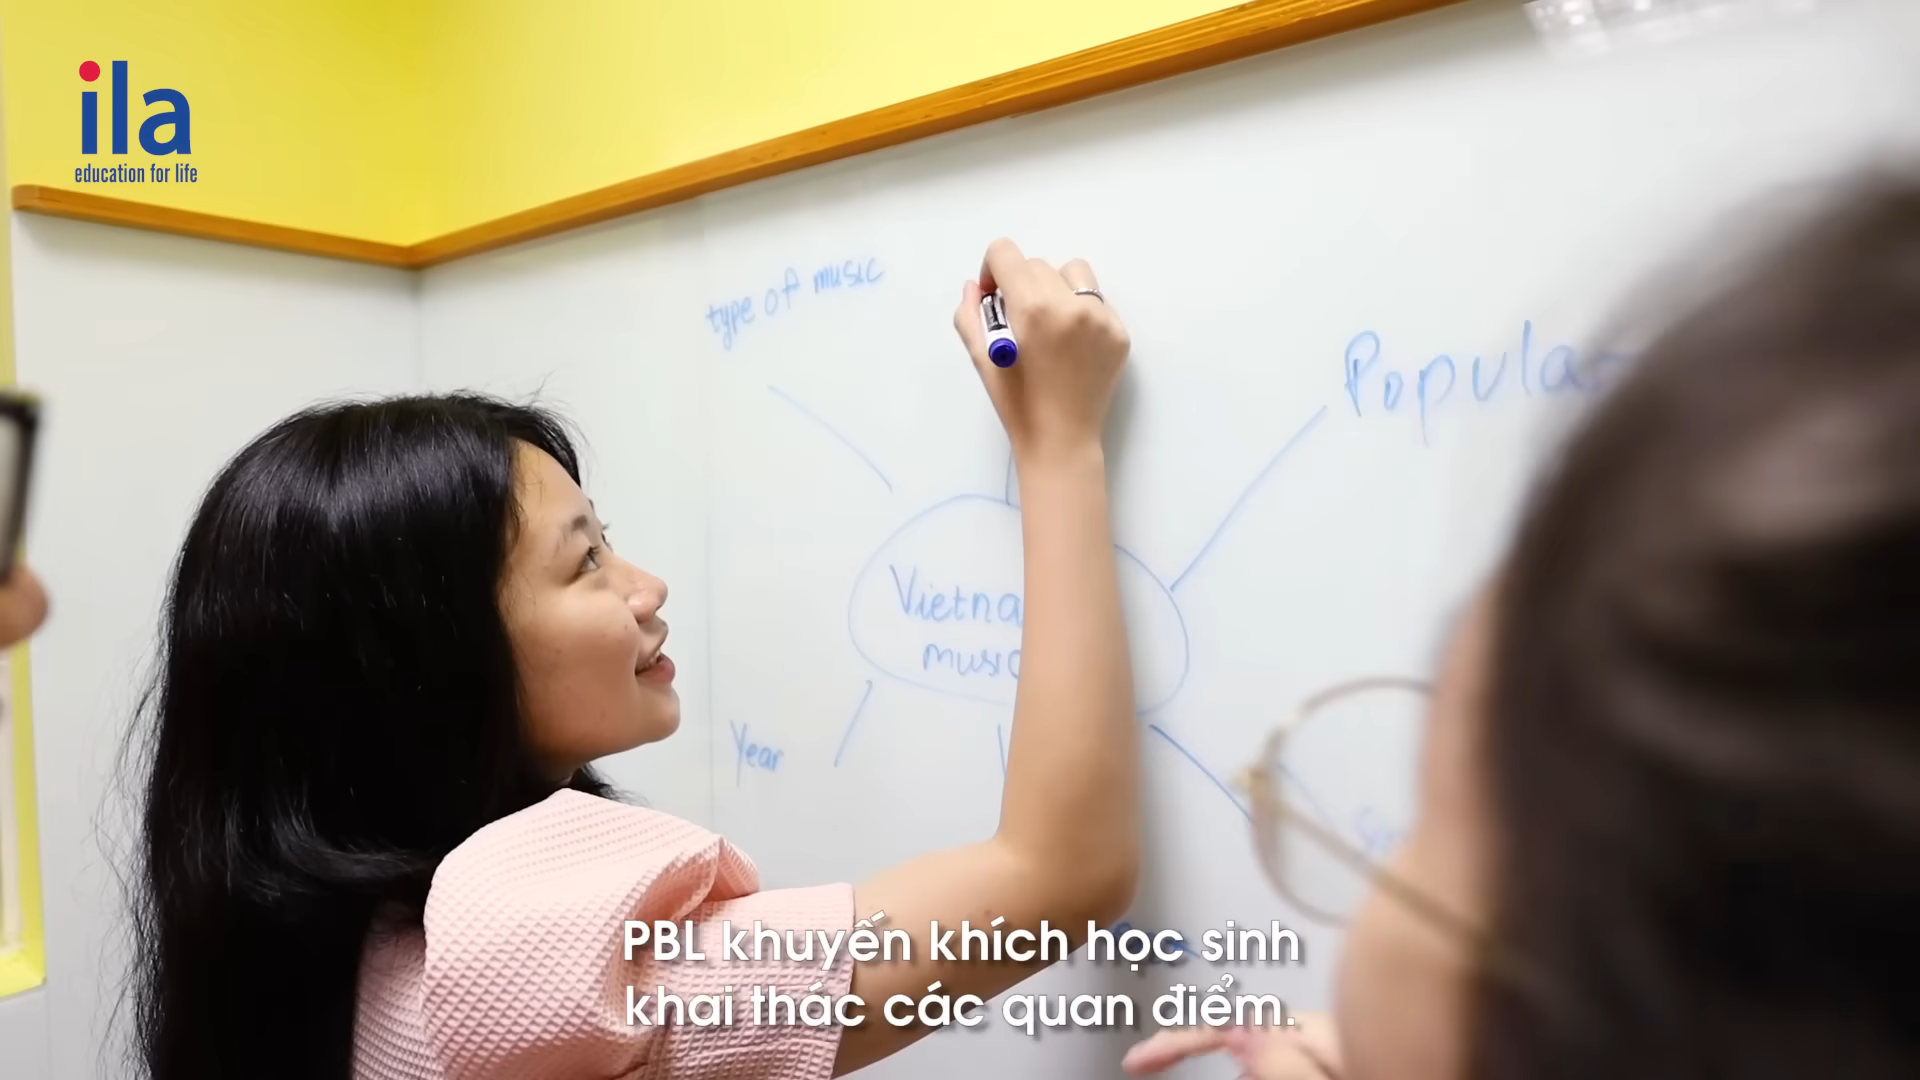 ila
education for life
type of music
Popular
Vietna
music
Year
PBL khuyến khích học sinh
khai thác các quan điểm.